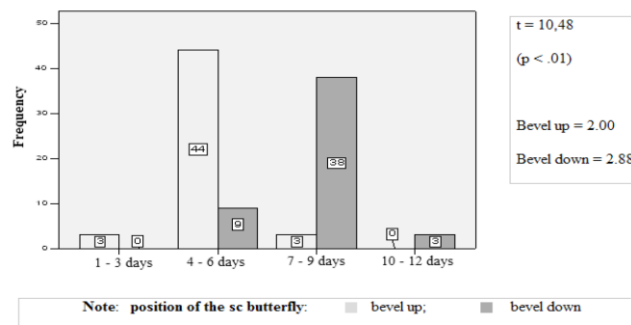 50
40
30
20
10
0
Frequency
44
38
9
3
0
3
0
3
1 - 3 days
4 - 6 days
7 - 9 days
10 - 12 days
t = 10,48
(p < .01)
Bevel up = 2.00
Bevel down = 2.88
Note: position of the sc butterfly: bevel up; bevel down